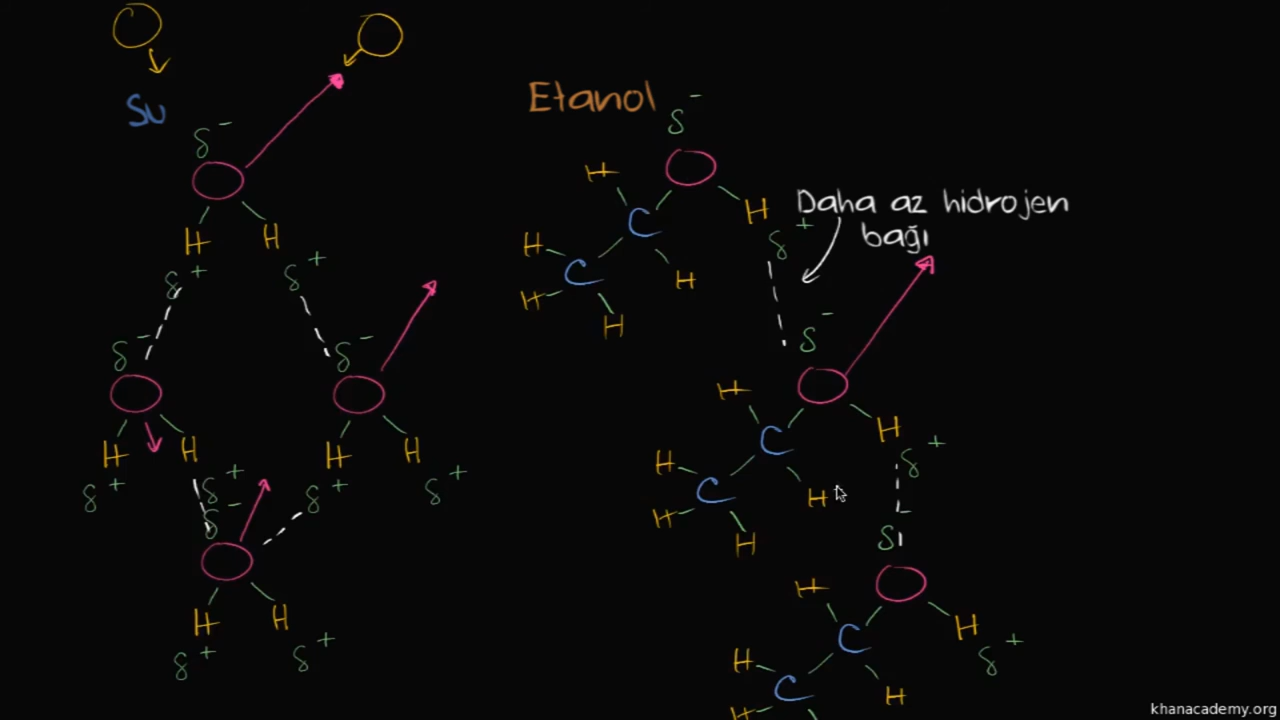 Su
δ⁻
H H
δ⁺ δ⁺
δ⁻ δ⁻
H H H H
δ⁺ δ⁺ δ⁺ δ⁺
δ⁻
H H
δ⁺ δ⁺
Etanol
δ⁻
H
C H
H C δ⁺
H H
H
Daha az hidrojen
bağı
δ⁻
H
C H
H C δ⁺
H H
H
δ⁻
H
C H
H C δ⁺
H H
khanacademy.org